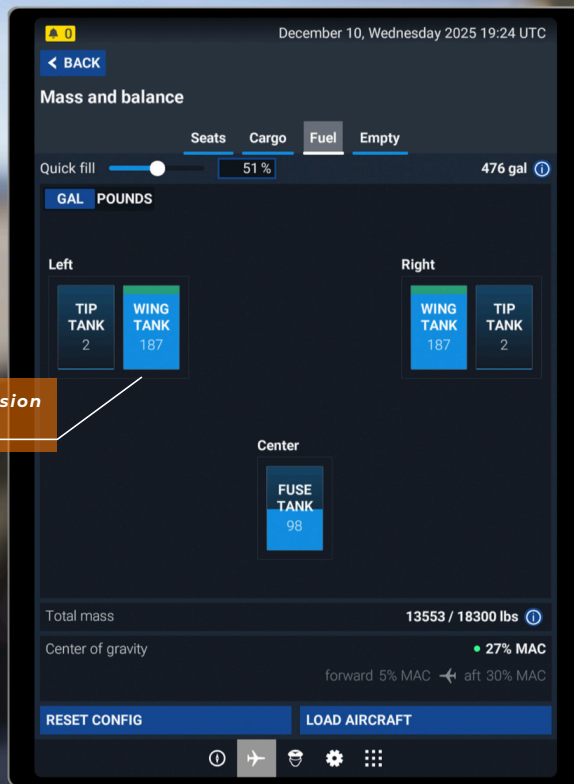 0
December 10, Wednesday 2025 19:24 UTC
BACK
Mass and balance
Seats Cargo Fuel Empty
Quick fill 51 % 476 gal
GAL POUNDS
Left
Right
TIP TANK 2
WING TANK 187
WING TANK 187
TIP TANK 2
sion
Center
FUSE TANK 98
Total mass 13553 / 18300 lbs
Center of gravity 27% MAC
forward 5% MAC aft 30% MAC
RESET CONFIG LOAD AIRCRAFT